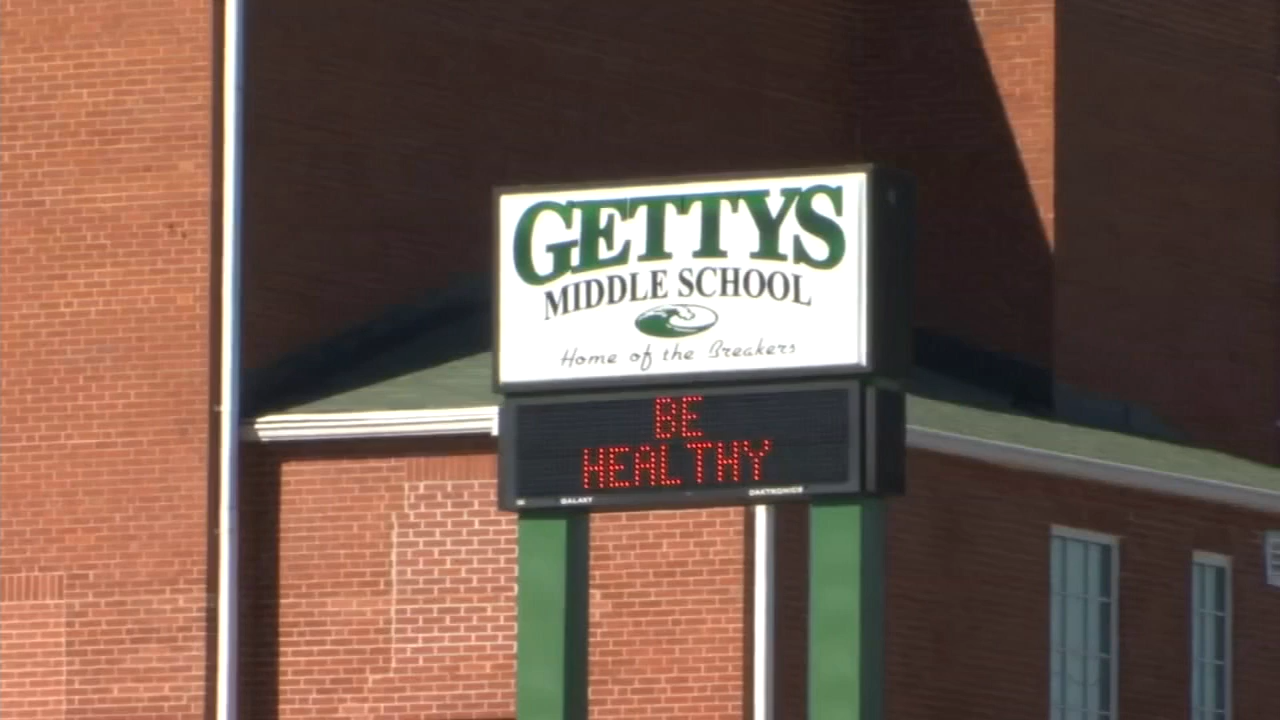 GETTYS
MIDDLE SCHOOL
Home of the Breakers
BE
HEALTHY
GALAXY DAKTRONICS